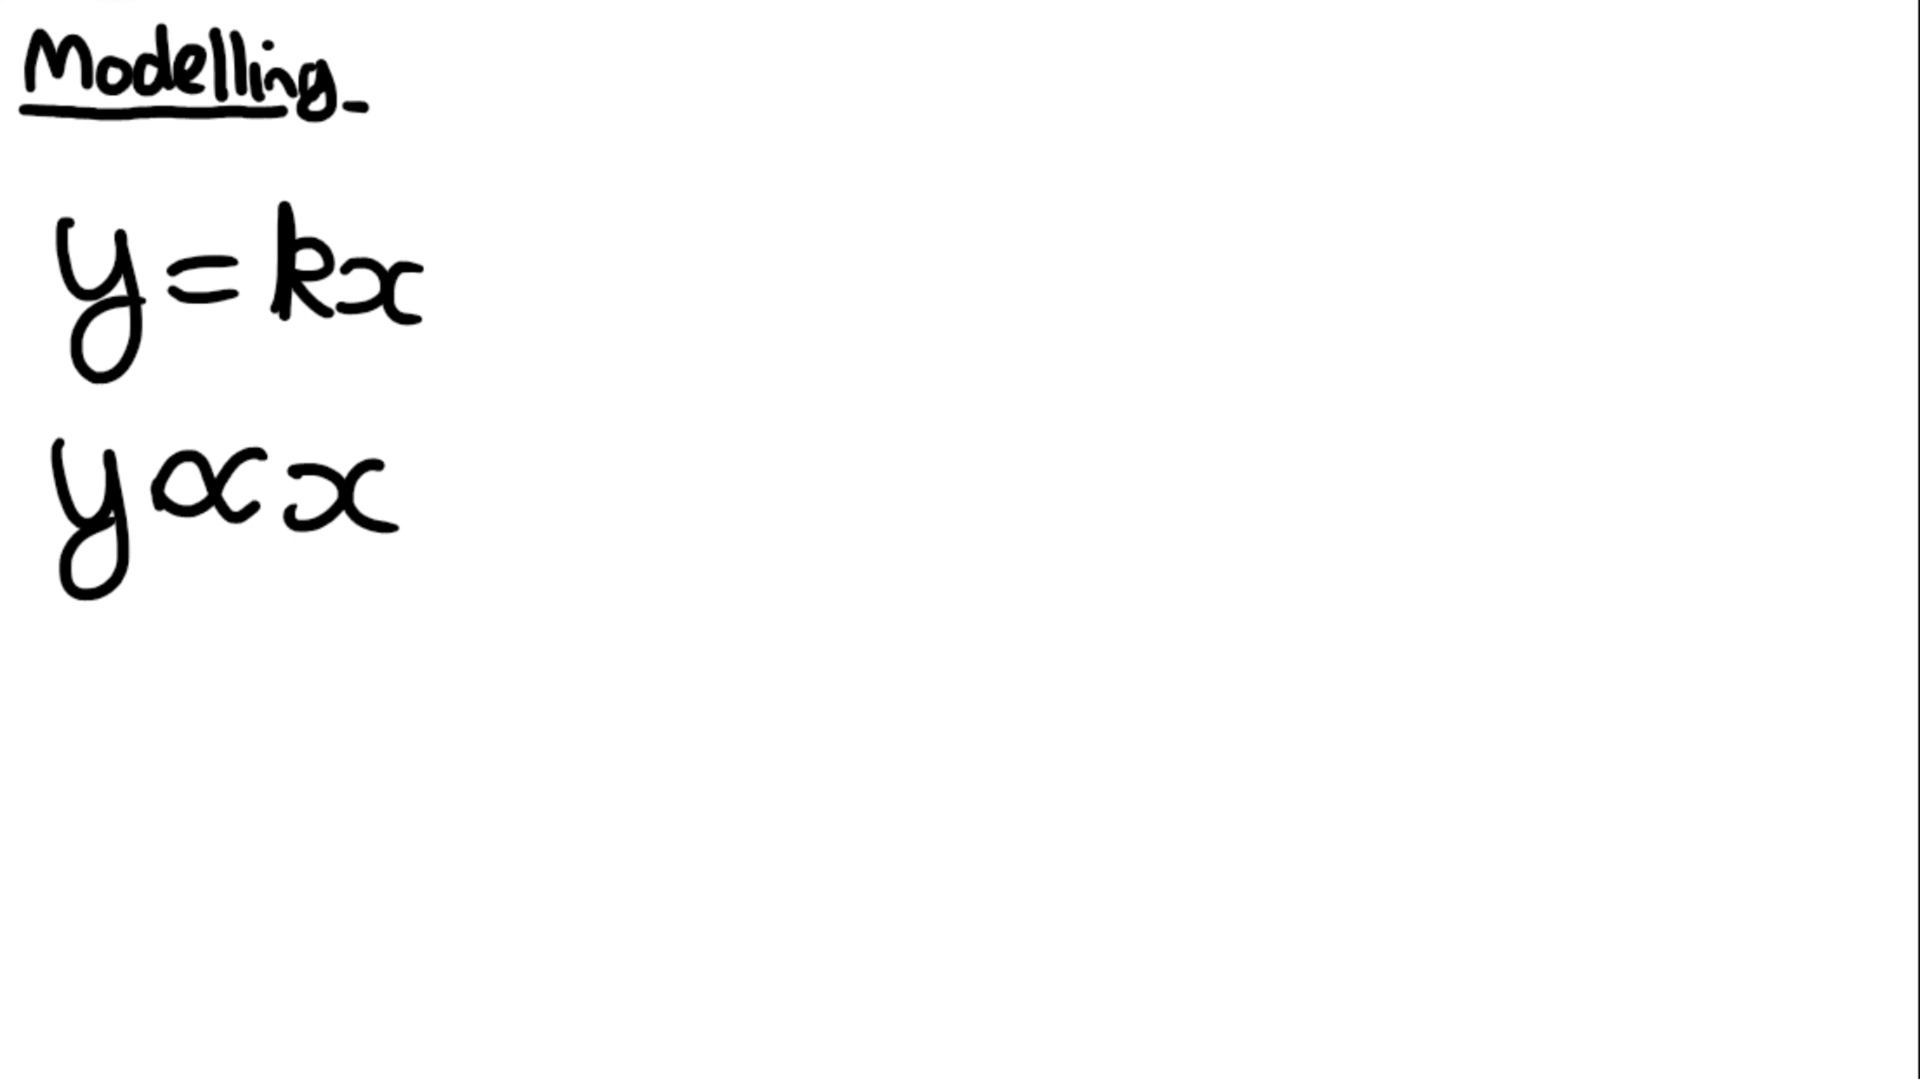 Modelling
y = kx
y ∝ x